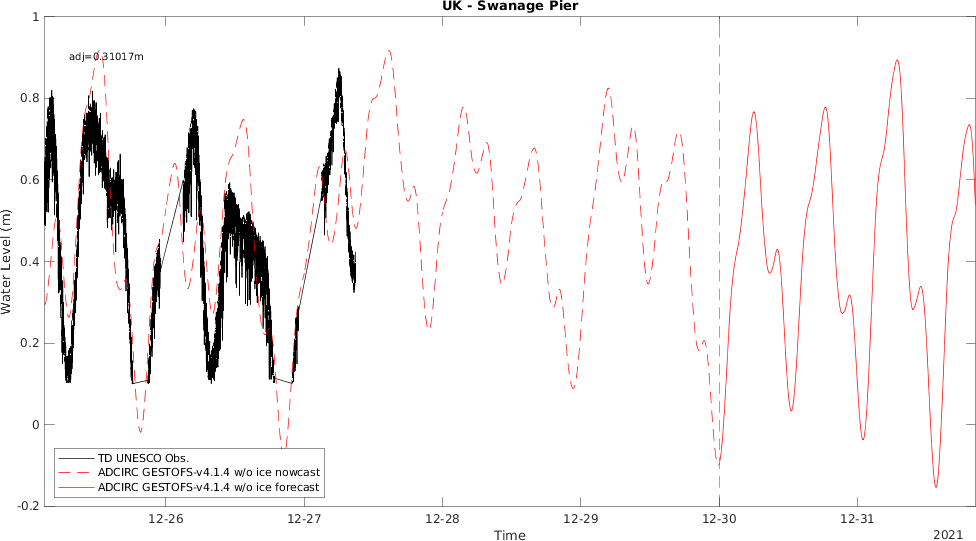 UK - Swanage Pier
adj=0.31017m
1
0.8
0.6
0.4
0.2
0
-0.2
Water Level (m)
TD UNESCO Obs.
ADCIRC GESTOFS-v4.1.4 w/o ice nowcast
ADCIRC GESTOFS-v4.1.4 w/o ice forecast
12-26 12-27 12-28 12-29 12-30 12-31
Time
2021